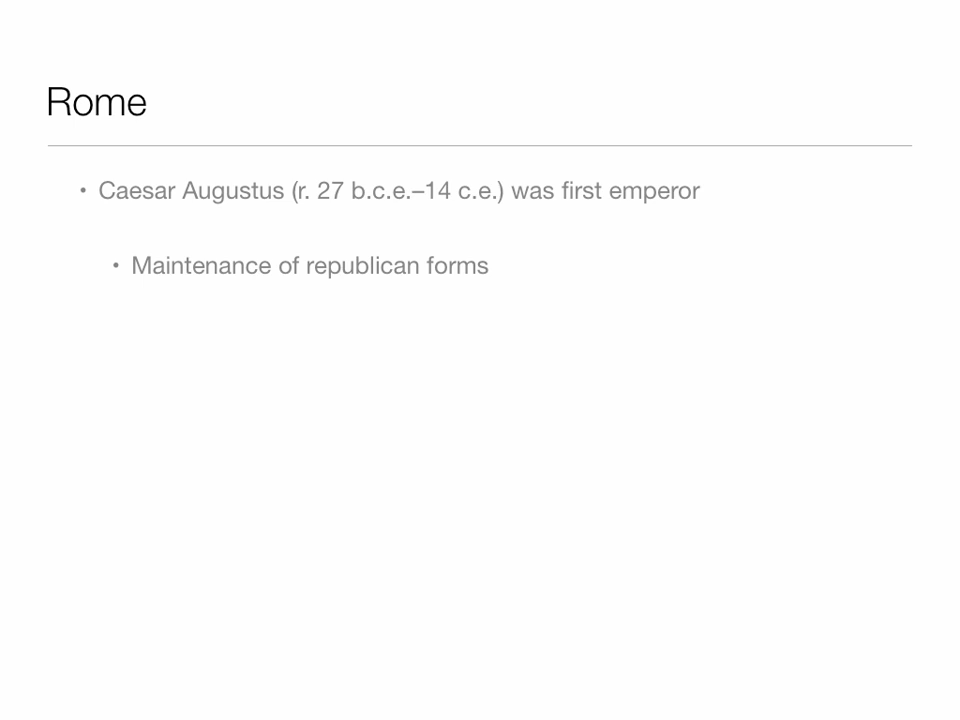 Rome
• Caesar Augustus (r. 27 b.c.e.–14 c.e.) was first emperor
• Maintenance of republican forms